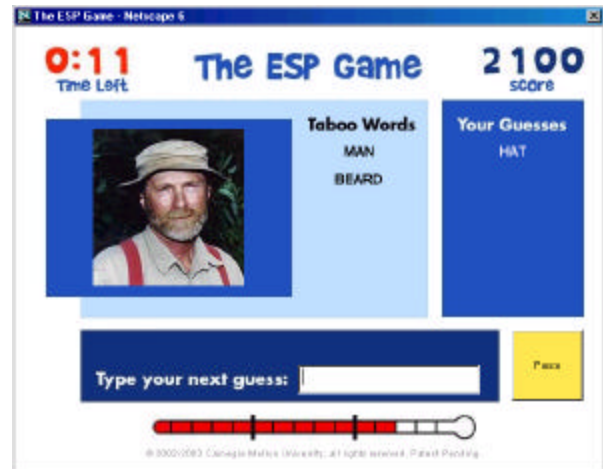 The ESP Game - Netscape 6
0:11
Time Left
The ESP Game
2100
score
Taboo Words
MAN
BEARD
Your Guesses
HAT
Type your next guess:
Pass
© 2002/2003 Carnegie Mellon University, all rights reserved. Patent Pending.